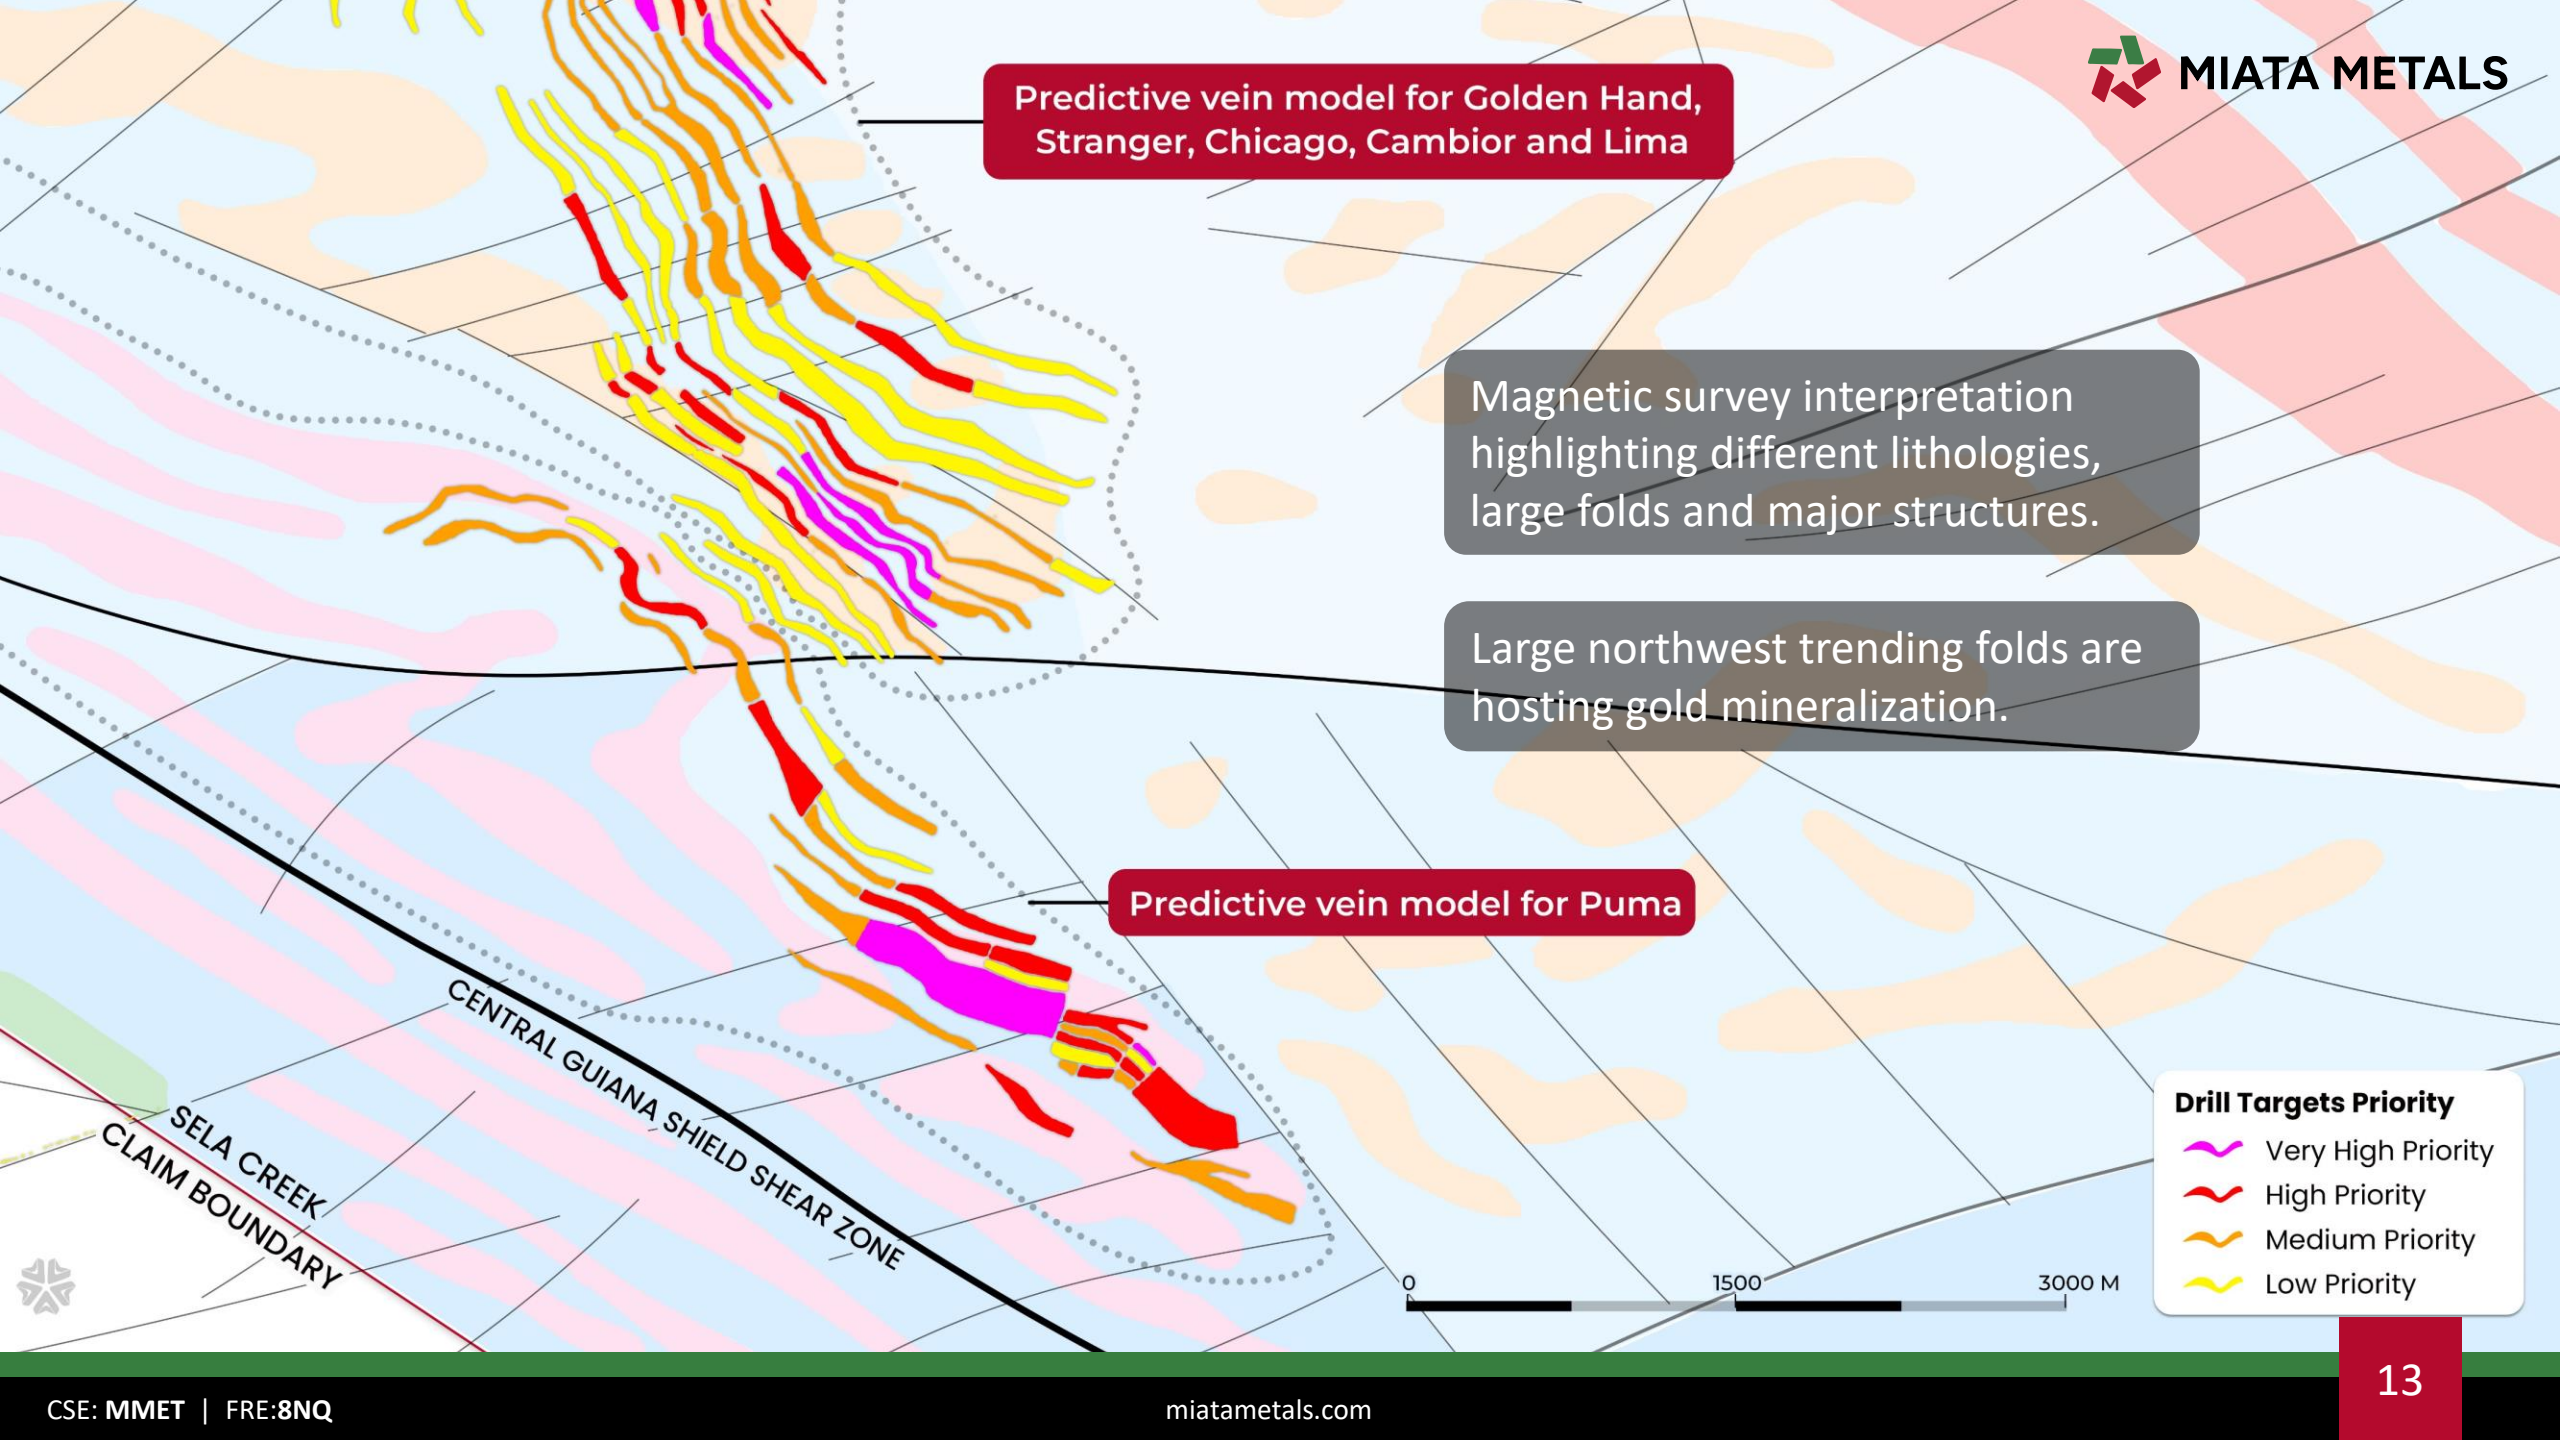 MIATA METALS
Predictive vein model for Golden Hand,
Stranger, Chicago, Cambior and Lima
Magnetic survey interpretation
highlighting different lithologies,
large folds and major structures.
Large northwest trending folds are
hosting gold mineralization.
Predictive vein model for Puma
CENTRAL GUIANA SHIELD SHEAR ZONE
SELA CREEK
CLAIM BOUNDARY
Drill Targets Priority
Very High Priority
High Priority
Medium Priority
Low Priority
0 1500 3000 M
13
CSE: MMET | FRE:8NQ
miatametals.com